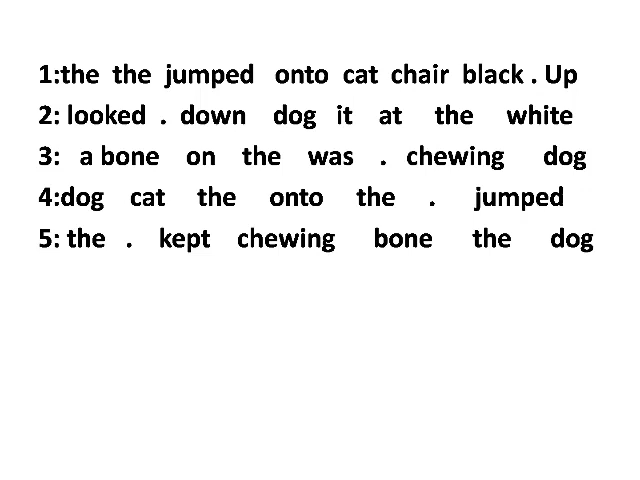 1:the the jumped onto cat chair black . Up
2: looked . down dog it at the white
3: a bone on the was . chewing dog
4:dog cat the onto the . jumped
5: the . kept chewing bone the dog